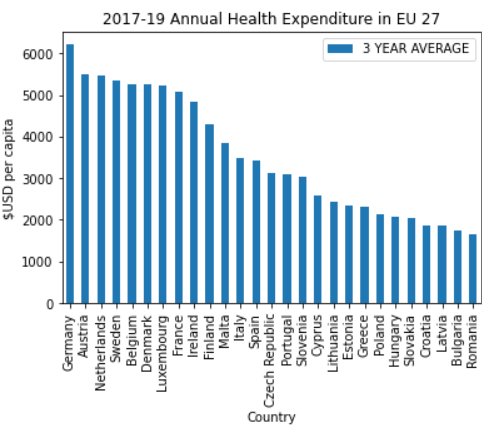 2017-19 Annual Health Expenditure in EU 27
3 YEAR AVERAGE
$USD per capita
6000
5000
4000
3000
2000
1000
0
Germany
Austria
Netherlands
Sweden
Belgium
Denmark
Luxembourg
France
Ireland
Finland
Malta
Italy
Spain
Czech Republic
Portugal
Slovenia
Cyprus
Lithuania
Estonia
Greece
Poland
Hungary
Slovakia
Croatia
Latvia
Bulgaria
Romania
Country